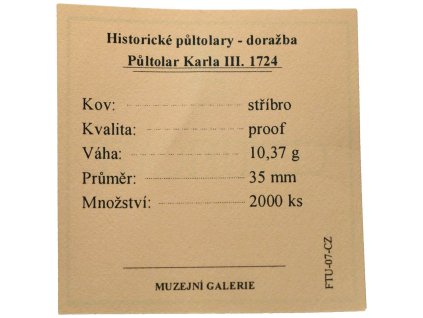 Historické půltolary - doražba
Půltolar Karla III. 1724
Kov: stříbro
Kvalita: proof
Váha: 10,37 g
Průměr: 35 mm
Množství: 2000 ks
MUZEJNÍ GALERIE
FTU-07-CZ